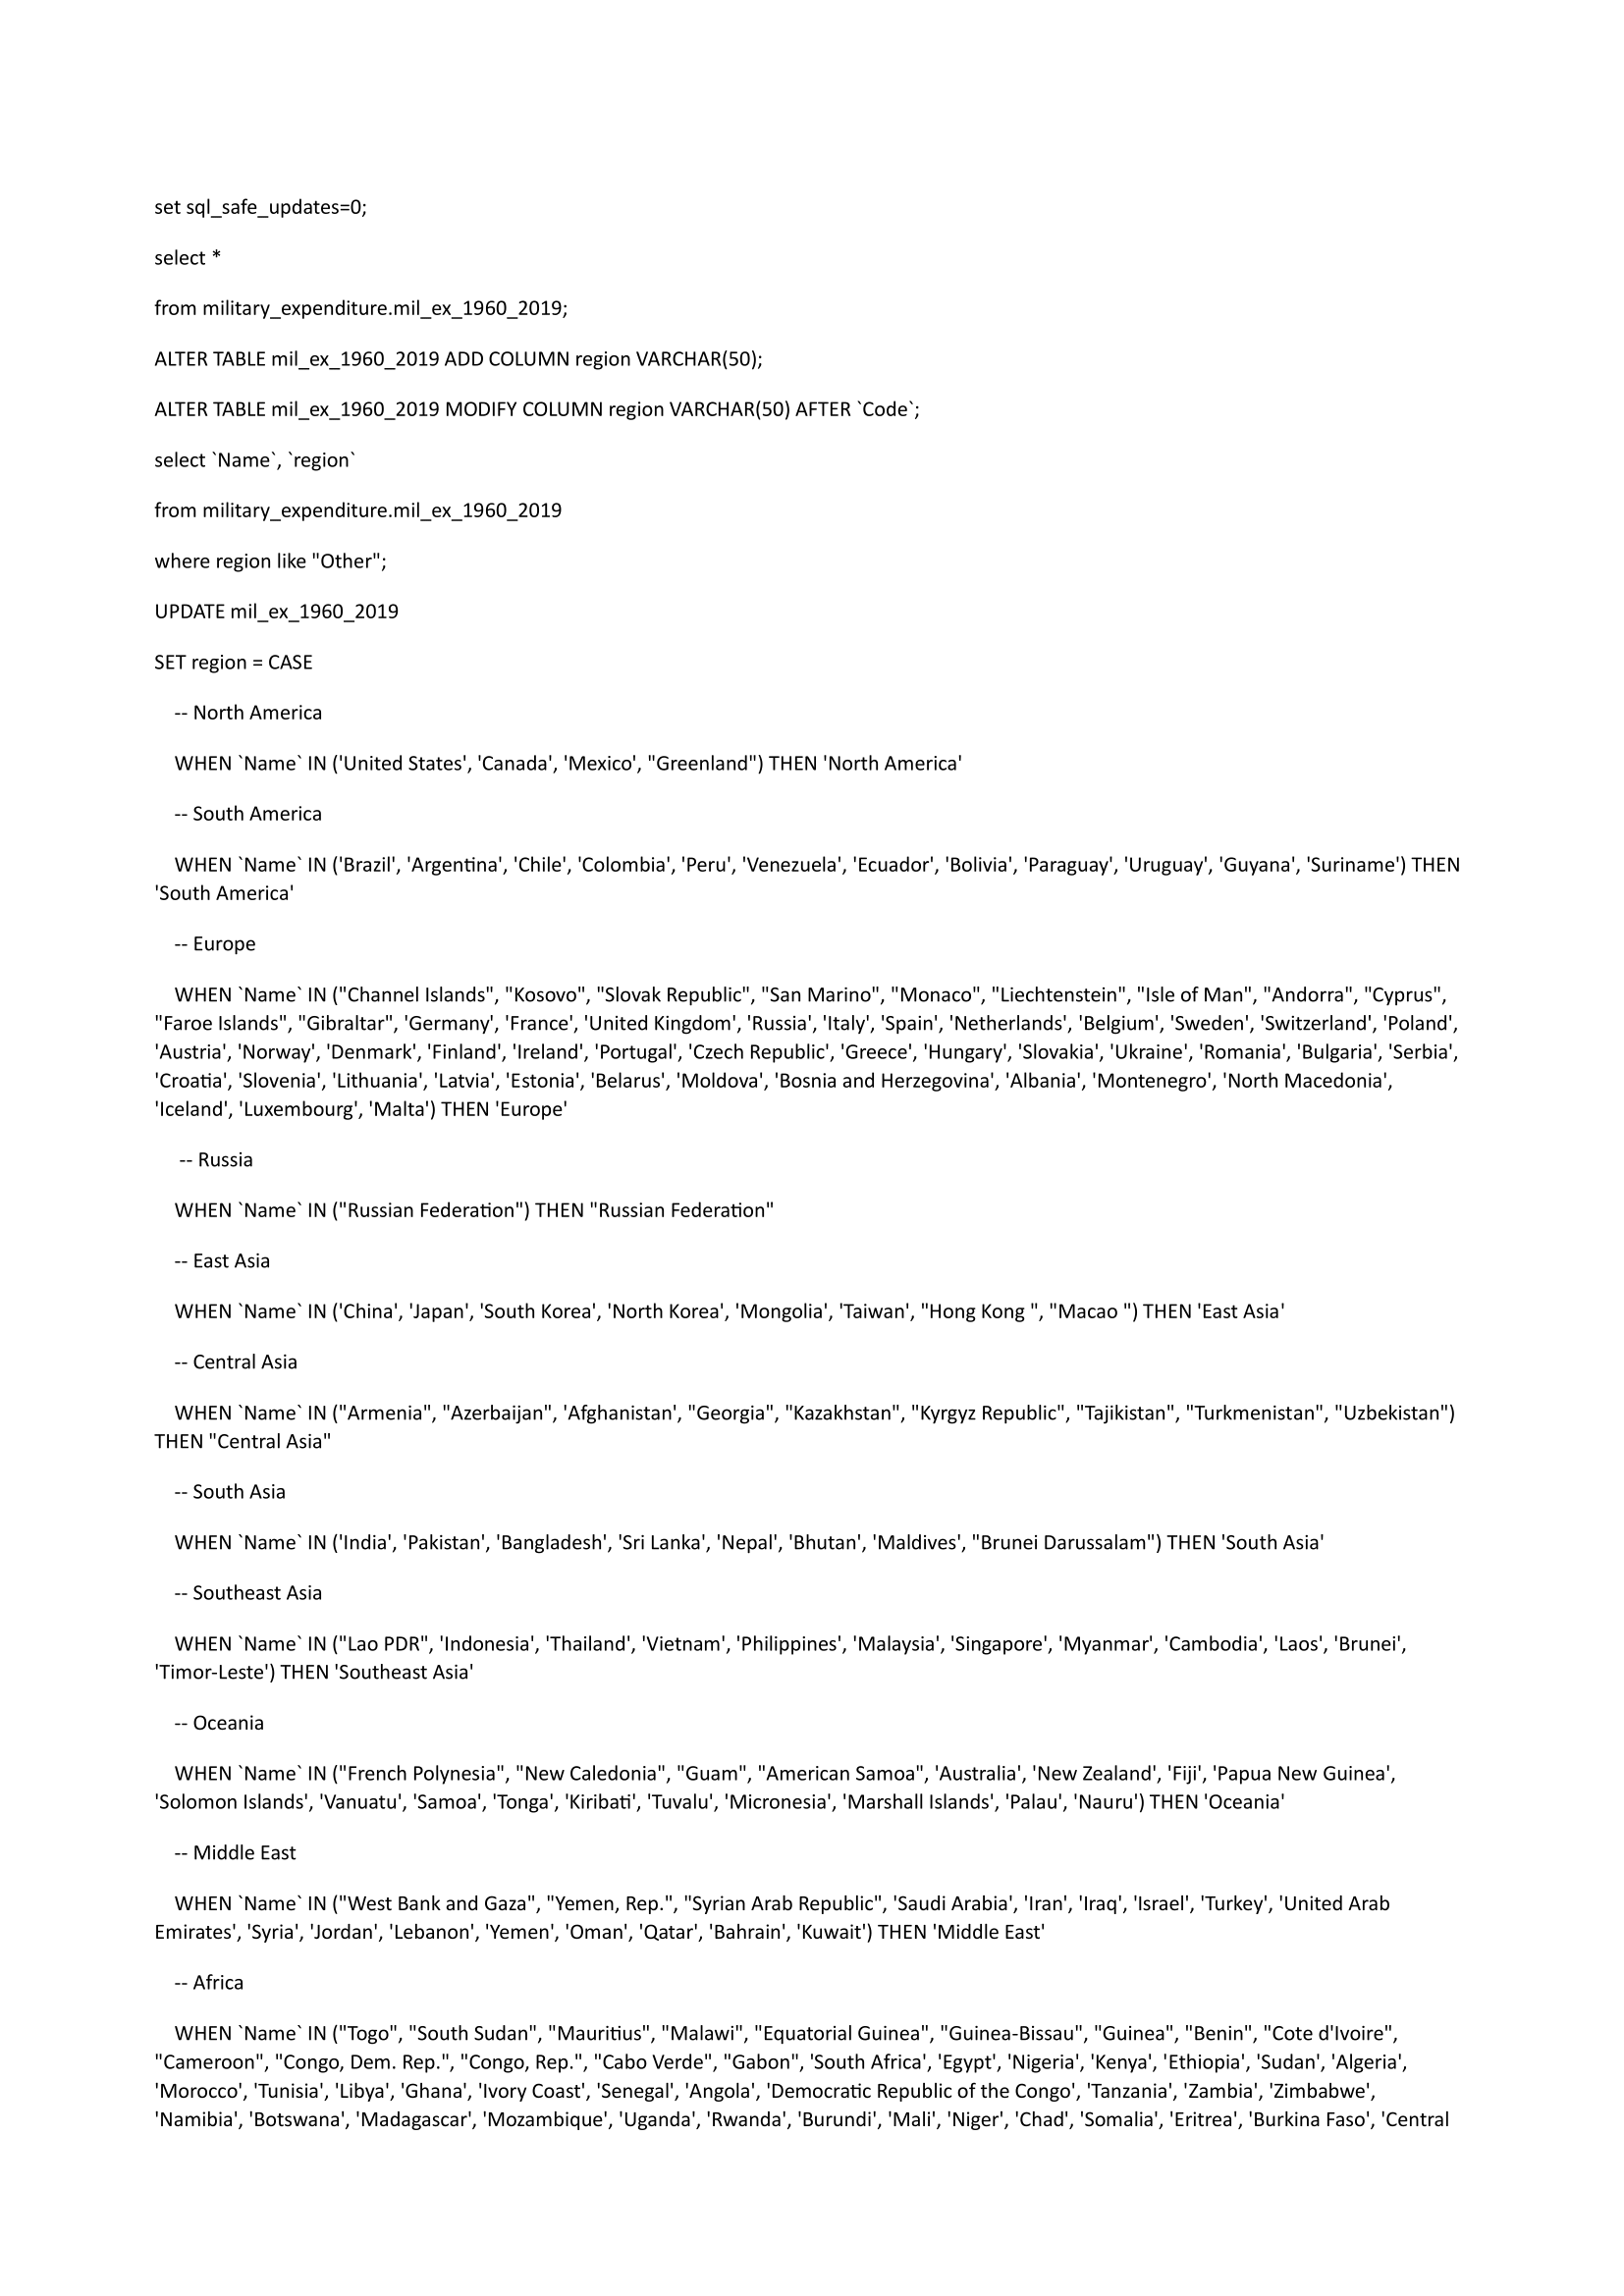 set sql_safe_updates=0;
select *
from military_expenditure.mil_ex_1960_2019;
ALTER TABLE mil_ex_1960_2019 ADD COLUMN region VARCHAR(50);
ALTER TABLE mil_ex_1960_2019 MODIFY COLUMN region VARCHAR(50) AFTER `Code`;
select `Name`, `region`
from military_expenditure.mil_ex_1960_2019
where region like "Other";
UPDATE mil_ex_1960_2019
SET region = CASE
-- North America
WHEN `Name` IN ('United States', 'Canada', 'Mexico', "Greenland") THEN 'North America'
-- South America
WHEN `Name` IN ('Brazil', 'Argentina', 'Chile', 'Colombia', 'Peru', 'Venezuela', 'Ecuador', 'Bolivia', 'Paraguay', 'Uruguay', 'Guyana', 'Suriname') THEN
'South America'
-- Europe
WHEN `Name` IN ("Channel Islands", "Kosovo", "Slovak Republic", "San Marino", "Monaco", "Liechtenstein", "Isle of Man", "Andorra", "Cyprus",
"Faroe Islands", "Gibraltar", 'Germany', 'France', 'United Kingdom', 'Russia', 'Italy', 'Spain', 'Netherlands', 'Belgium', 'Sweden', 'Switzerland', 'Poland',
'Austria', 'Norway', 'Denmark', 'Finland', 'Ireland', 'Portugal', 'Czech Republic', 'Greece', 'Hungary', 'Slovakia', 'Ukraine', 'Romania', 'Bulgaria', 'Serbia',
'Croatia', 'Slovenia', 'Lithuania', 'Latvia', 'Estonia', 'Belarus', 'Moldova', 'Bosnia and Herzegovina', 'Albania', 'Montenegro', 'North Macedonia',
'Iceland', 'Luxembourg', 'Malta') THEN 'Europe'
-- Russia
WHEN `Name` IN ("Russian Federation") THEN "Russian Federation"
-- East Asia
WHEN `Name` IN ('China', 'Japan', 'South Korea', 'North Korea', 'Mongolia', 'Taiwan', "Hong Kong ", "Macao ") THEN 'East Asia'
-- Central Asia
WHEN `Name` IN ("Armenia", "Azerbaijan", 'Afghanistan', "Georgia", "Kazakhstan", "Kyrgyz Republic", "Tajikistan", "Turkmenistan", "Uzbekistan")
THEN "Central Asia"
-- South Asia
WHEN `Name` IN ('India', 'Pakistan', 'Bangladesh', 'Sri Lanka', 'Nepal', 'Bhutan', 'Maldives', "Brunei Darussalam") THEN 'South Asia'
-- Southeast Asia
WHEN `Name` IN ("Lao PDR", 'Indonesia', 'Thailand', 'Vietnam', 'Philippines', 'Malaysia', 'Singapore', 'Myanmar', 'Cambodia', 'Laos', 'Brunei',
'Timor-Leste') THEN 'Southeast Asia'
-- Oceania
WHEN `Name` IN ("French Polynesia", "New Caledonia", "Guam", "American Samoa", 'Australia', 'New Zealand', 'Fiji', 'Papua New Guinea',
'Solomon Islands', 'Vanuatu', 'Samoa', 'Tonga', 'Kiribati', 'Tuvalu', 'Micronesia', 'Marshall Islands', 'Palau', 'Nauru') THEN 'Oceania'
-- Middle East
WHEN `Name` IN ("West Bank and Gaza", "Yemen, Rep.", "Syrian Arab Republic", 'Saudi Arabia', 'Iran', 'Iraq', 'Israel', 'Turkey', 'United Arab
Emirates', 'Syria', 'Jordan', 'Lebanon', 'Yemen', 'Oman', 'Qatar', 'Bahrain', 'Kuwait') THEN 'Middle East'
-- Africa
WHEN `Name` IN ("Togo", "South Sudan", "Mauritius", "Malawi", "Equatorial Guinea", "Guinea-Bissau", "Guinea", "Benin", "Cote d'Ivoire",
"Cameroon", "Congo, Dem. Rep.", "Congo, Rep.", "Cabo Verde", "Gabon", 'South Africa', 'Egypt', 'Nigeria', 'Kenya', 'Ethiopia', 'Sudan', 'Algeria',
'Morocco', 'Tunisia', 'Libya', 'Ghana', 'Ivory Coast', 'Senegal', 'Angola', 'Democratic Republic of the Congo', 'Tanzania', 'Zambia', 'Zimbabwe',
'Namibia', 'Botswana', 'Madagascar', 'Mozambique', 'Uganda', 'Rwanda', 'Burundi', 'Mali', 'Niger', 'Chad', 'Somalia', 'Eritrea', 'Burkina Faso', 'Central